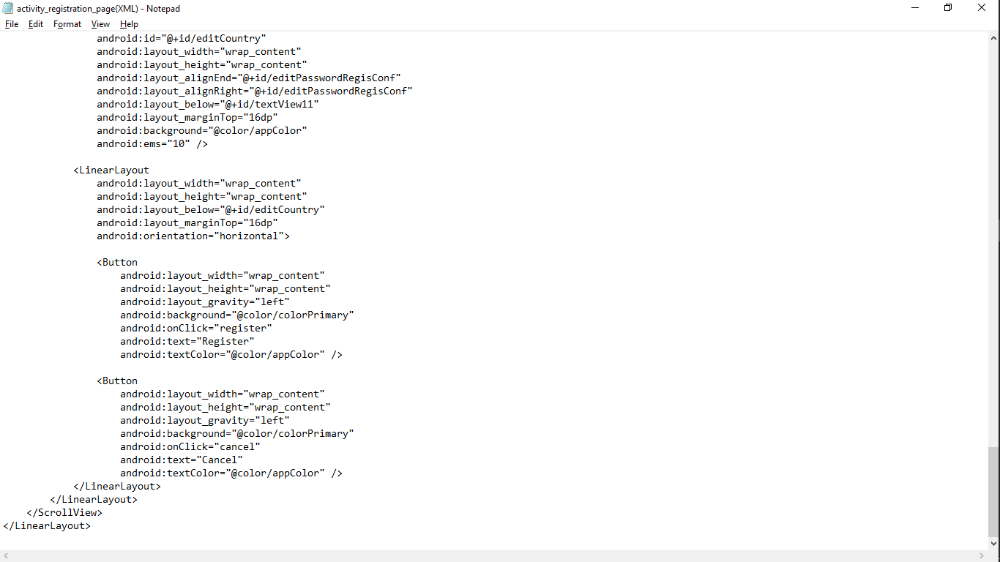 activity_registration_page(XML) - Notepad
File Edit Format View Help
android:id="@+id/editCountry"
android:layout_width="wrap_content"
android:layout_height="wrap_content"
android:layout_alignEnd="@+id/editPasswordRegisConf"
android:layout_alignRight="@+id/editPasswordRegisConf"
android:layout_below="@+id/textView11"
android:layout_marginTop="16dp"
android:background="@color/appColor"
android:ems="10" />
<LinearLayout
android:layout_width="wrap_content"
android:layout_height="wrap_content"
android:layout_below="@+id/editCountry"
android:layout_marginTop="16dp"
android:orientation="horizontal">
<Button
android:layout_width="wrap_content"
android:layout_height="wrap_content"
android:layout_gravity="left"
android:background="@color/colorPrimary"
android:onClick="register"
android:text="Register"
android:textColor="@color/appColor" />
<Button
android:layout_width="wrap_content"
android:layout_height="wrap_content"
android:layout_gravity="left"
android:background="@color/colorPrimary"
android:onClick="cancel"
android:text="Cancel"
android:textColor="@color/appColor" />
</LinearLayout>
</LinearLayout>
</ScrollView>
</LinearLayout>